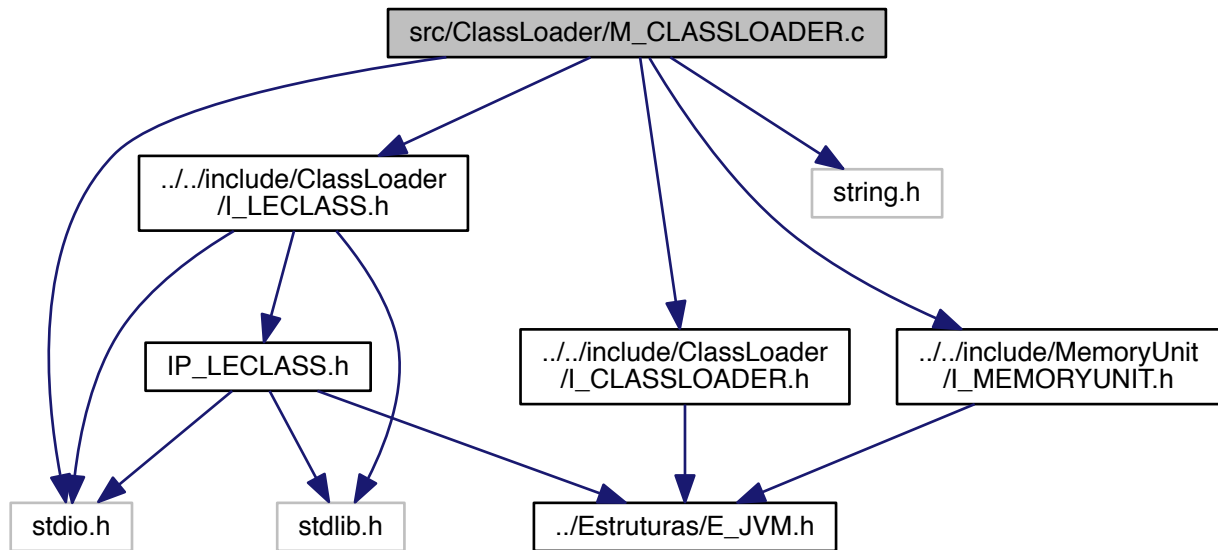 src/ClassLoader/M_CLASSLOADER.c
../../include/ClassLoader
/I_LECLASS.h
string.h
IP_LECLASS.h
../../include/ClassLoader
/I_CLASSLOADER.h
../../include/MemoryUnit
/I_MEMORYUNIT.h
stdio.h
stdlib.h
../Estruturas/E_JVM.h